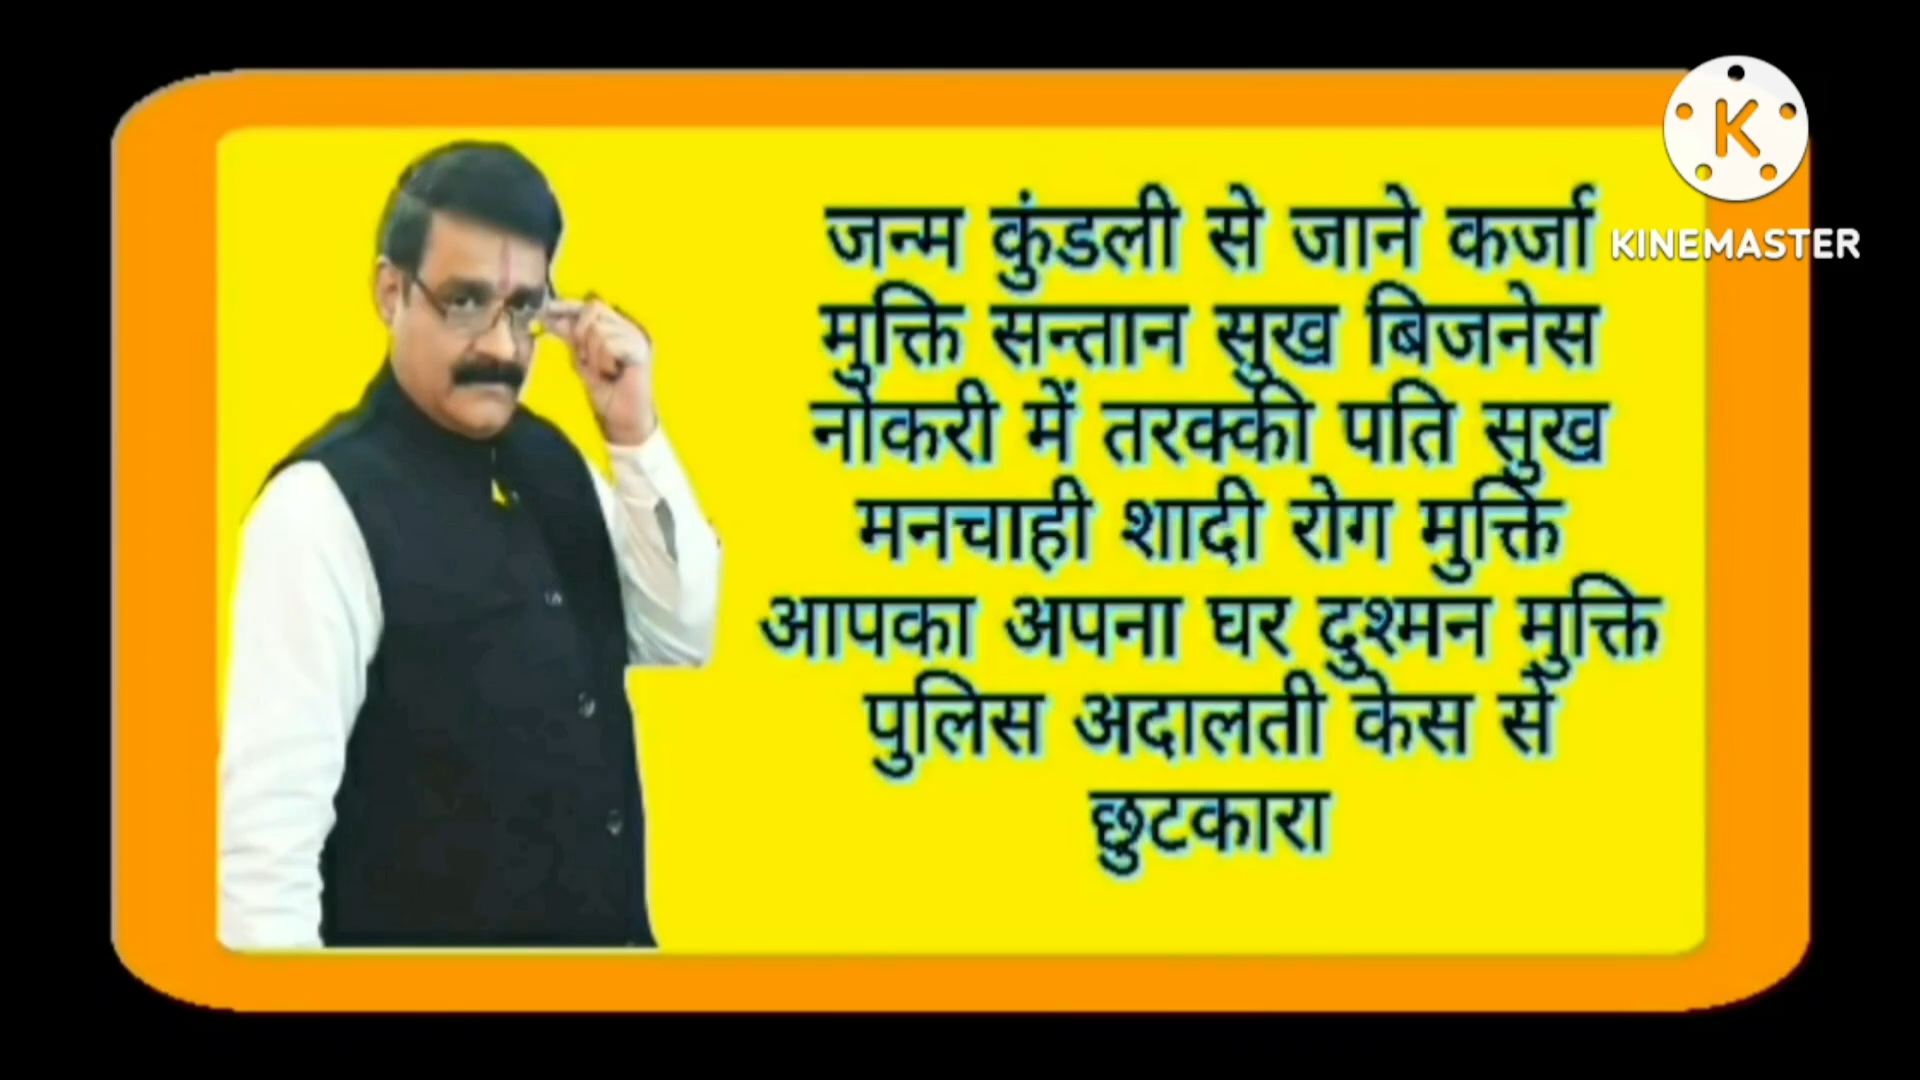 K
KINEMASTER
जन्म कुंडली से जाने कर्जा
मुक्ति सन्तान सुख बिजनेस
नोकरी में तरक्की पति सुख
मनचाही शादी रोग मुक्ति
आपका अपना घर दुश्मन मुक्ति
पुलिस अदालती केस से
छुटकारा